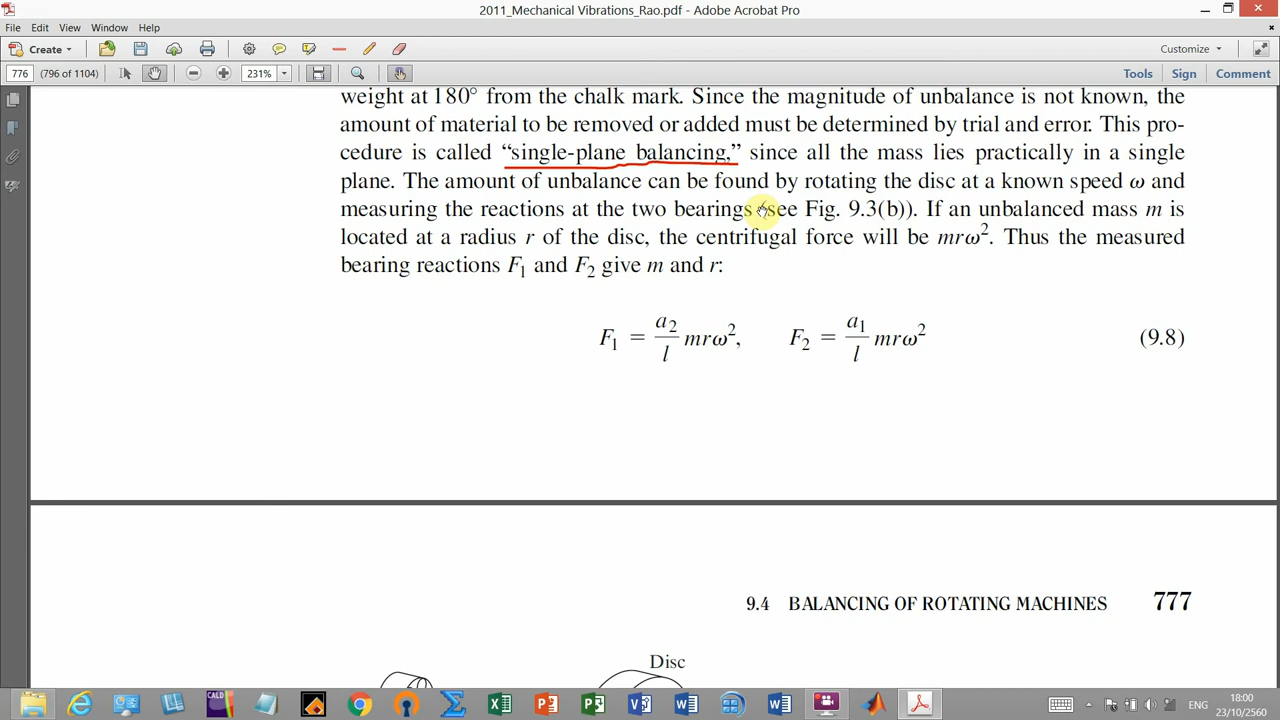 2011_Mechanical Vibrations_Rao.pdf - Adobe Acrobat Pro
File Edit View Window Help
Create
Customize
776 (796 of 1104) 231% Tools Sign Comment
weight at 180° from the chalk mark. Since the magnitude of unbalance is not known, the
amount of material to be removed or added must be determined by trial and error. This pro-
cedure is called “single-plane balancing,” since all the mass lies practically in a single
plane. The amount of unbalance can be found by rotating the disc at a known speed ω and
measuring the reactions at the two bearings (see Fig. 9.3(b)). If an unbalanced mass m is
located at a radius r of the disc, the centrifugal force will be mrω². Thus the measured
bearing reactions F₁ and F₂ give m and r:
F₁ = a₂/l mrω², F₂ = a₁/l mrω² (9.8)
9.4 BALANCING OF ROTATING MACHINES 777
Disc
CALD
ENG
18:00
23/10/2560